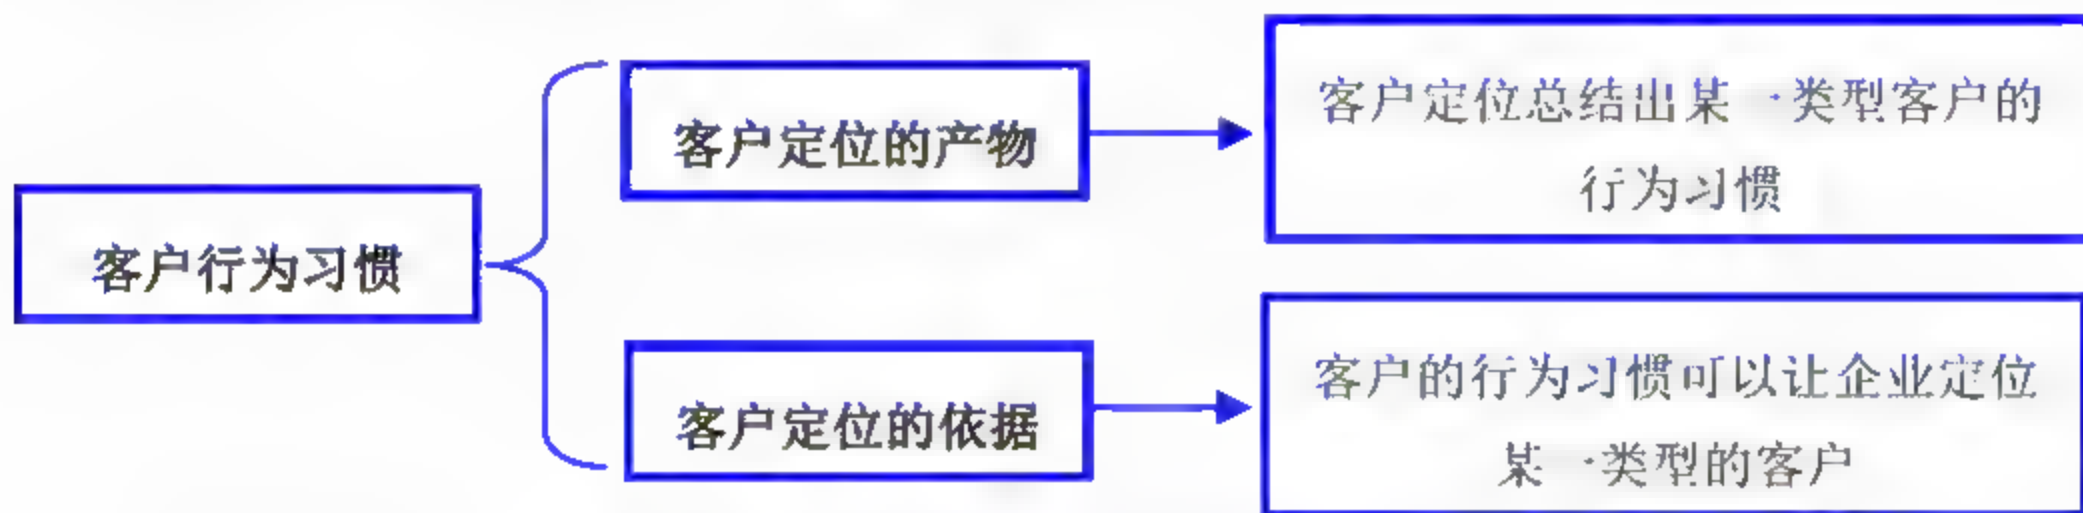 客户行为习惯
客户定位的产物
客户定位总结出某一类型客户的
行为习惯
客户定位的依据
客户的行为习惯可以让企业定位
某一类型的客户